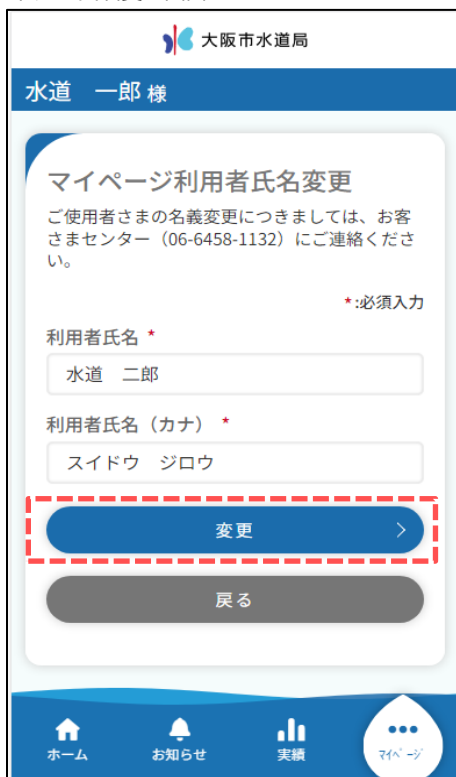 大阪市水道局
水道　一郎 様
マイページ利用者氏名変更
ご使用者さまの名義変更につきましては、お客
さまセンター（06-6458-1132）にご連絡くださ
い。
*:必須入力
利用者氏名 *
水道　二郎
利用者氏名（カナ） *
スイドウ　ジロウ
変更
戻る
ホーム　お知らせ　実績　ﾏｲﾍﾟｰｼﾞ